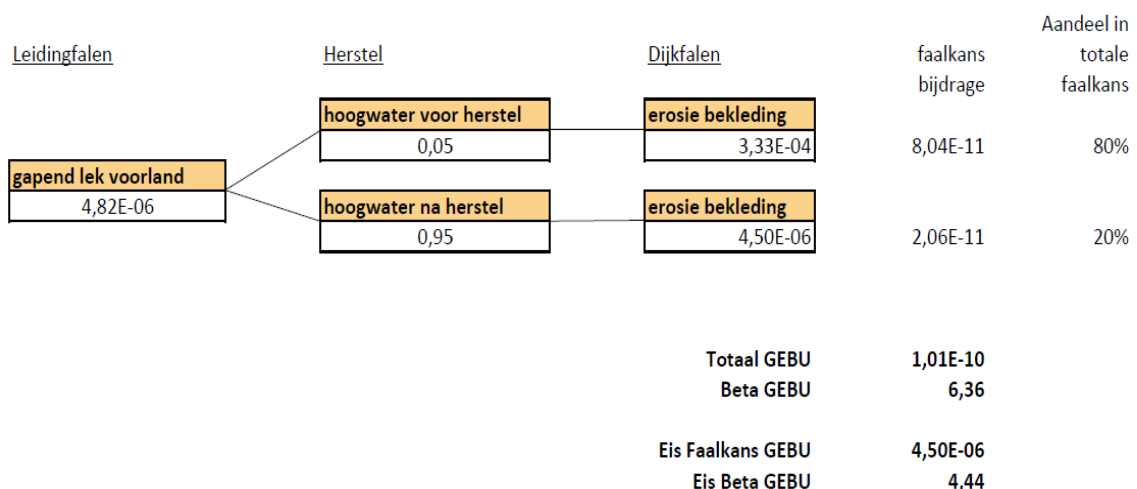 Leidingfalen Herstel Dijkfalen faalkans bijdrage Aandeel in totale faalkans
hoogwater voor herstel erosie bekleding
0,05 3,33E-04 8,04E-11 80%
gapend lek voorland
4,82E-06
hoogwater na herstel erosie bekleding
0,95 4,50E-06 2,06E-11 20%
Totaal GEBU 1,01E-10
Beta GEBU 6,36
Eis Faalkans GEBU 4,50E-06
Eis Beta GEBU 4,44